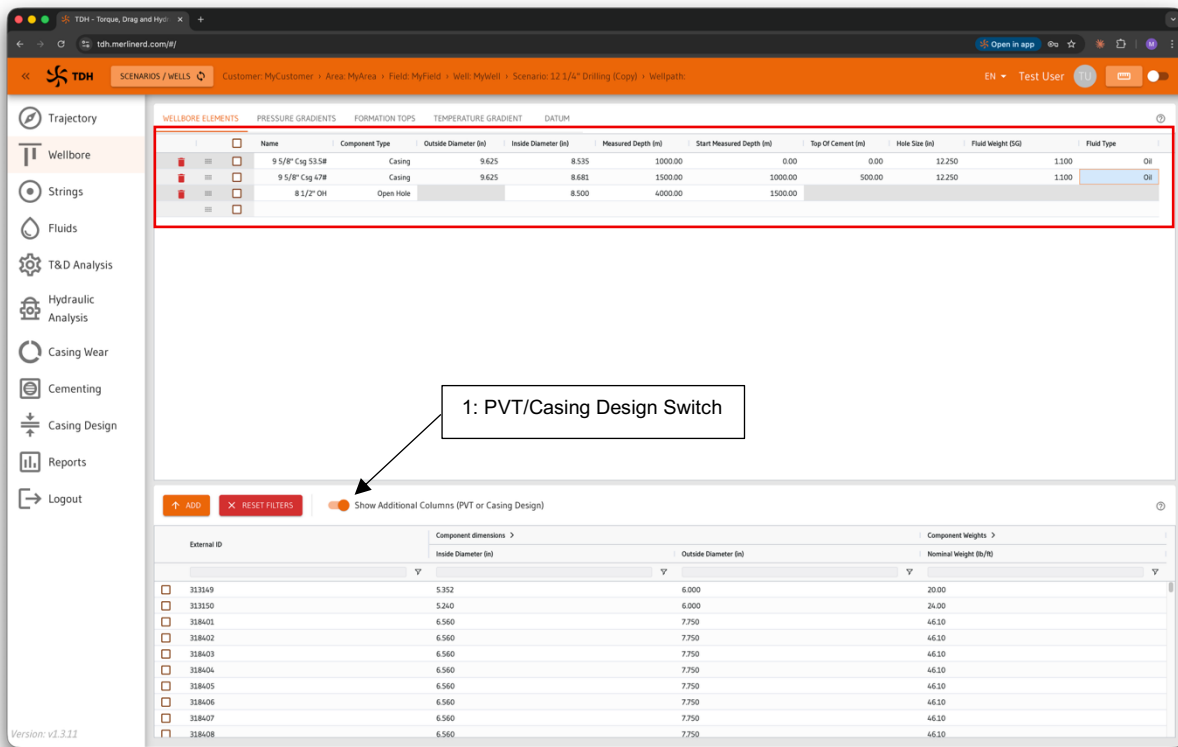 TDH - Torque, Drag and Hydr
tdh.merlinerd.com/#/
Open in app
M
TDH
SCENARIOS / WELLS
Customer: MyCustomer › Area: MyArea › Field: MyField › Well: MyWell › Scenario: 12 1/4" Drilling (Copy) › Wellpath:
EN
Test User
TU
Trajectory
Wellbore
Strings
Fluids
T&D Analysis
Hydraulic
Analysis
Casing Wear
Cementing
Casing Design
Reports
Logout
Version: v1.3.11
WELLBORE ELEMENTS PRESSURE GRADIENTS FORMATION TOPS TEMPERATURE GRADIENT DATUM
Name Component Type Outside Diameter (in) Inside Diameter (in) Measured Depth (m) Start Measured Depth (m) Top Of Cement (m) Hole Size (in) Fluid Weight (SG) Fluid Type
9 5/8" Csg 53.5# Casing 9.625 8.535 1000.00 0.00 0.00 12.250 1.100 Oil
9 5/8" Csg 47# Casing 9.625 8.681 1500.00 1000.00 500.00 12.250 1.100 Oil
8 1/2" OH Open Hole 8.500 4000.00 1500.00
1: PVT/Casing Design Switch
ADD
RESET FILTERS
Show Additional Columns (PVT or Casing Design)
External ID
Component dimensions >
Component Weights >
Inside Diameter (in) Outside Diameter (in) Nominal Weight (lb/ft)
313149 5.352 6.000 20.00
313150 5.240 6.000 24.00
318401 6.560 7.750 46.10
318402 6.560 7.750 46.10
318403 6.560 7.750 46.10
318404 6.560 7.750 46.10
318405 6.560 7.750 46.10
318406 6.560 7.750 46.10
318407 6.560 7.750 46.10
318408 6.560 7.750 46.10